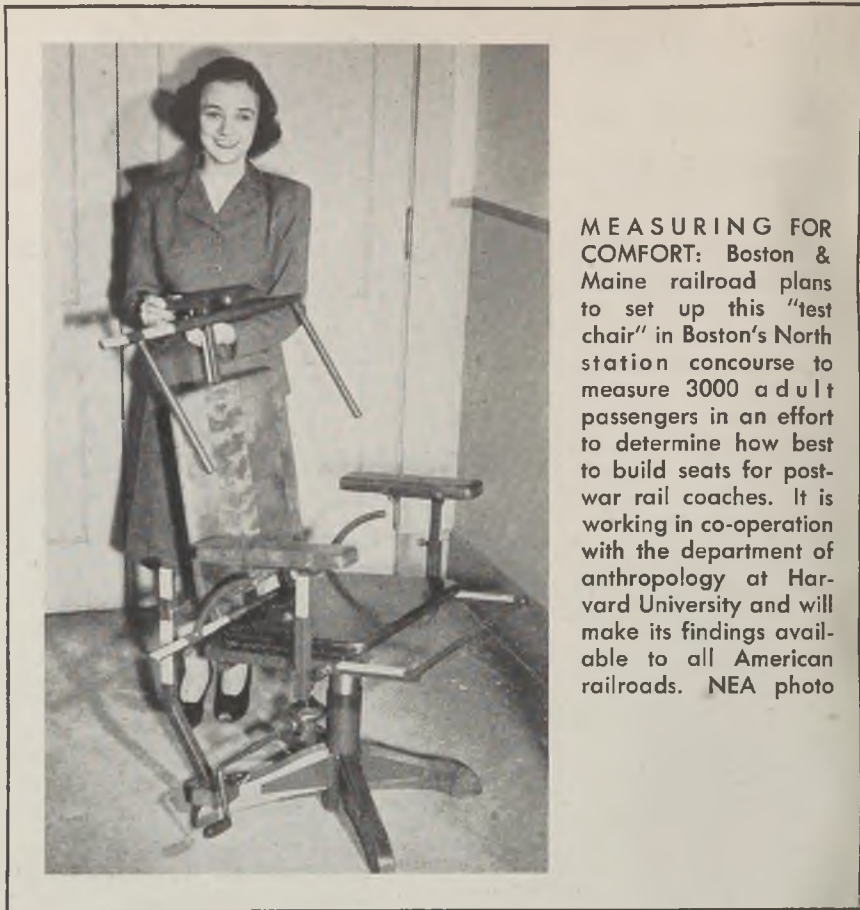 MEASURING FOR
COMFORT: Boston &
Maine railroad plans
to set up this "test
chair" in Boston's North
station concourse to
measure 3000 adult
passengers in an effort
to determine how best
to build seats for post-
war rail coaches. It is
working in co-operation
with the department of
anthropology at Har-
vard University and will
make its findings avail-
able to all American
railroads. NEA photo